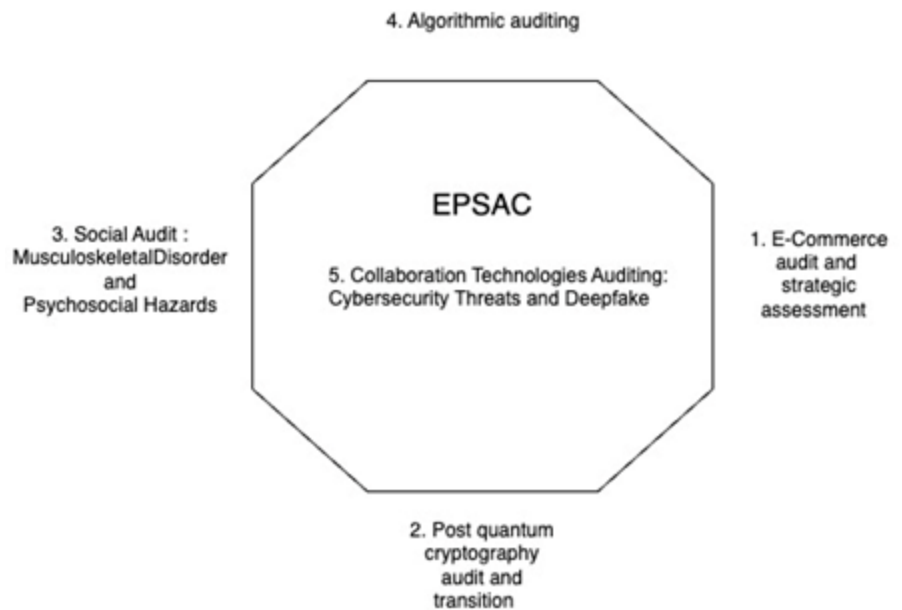 4. Algorithmic auditing
EPSAC
5. Collaboration Technologies Auditing:
Cybersecurity Threats and Deepfake
3. Social Audit :
MusculoskeletalDisorder
and
Psychosocial Hazards
1. E-Commerce
audit and
strategic
assessment
2. Post quantum
cryptography
audit and
transition